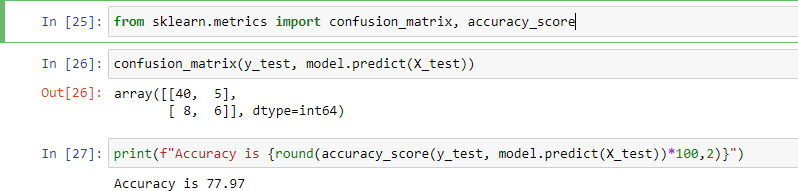 In [25]: from sklearn.metrics import confusion_matrix, accuracy_score
In [26]: confusion_matrix(y_test, model.predict(X_test))
Out[26]: array([[40,  5],
       [ 8,  6]], dtype=int64)
In [27]: print(f"Accuracy is {round(accuracy_score(y_test, model.predict(X_test))*100,2)}")
Accuracy is 77.97